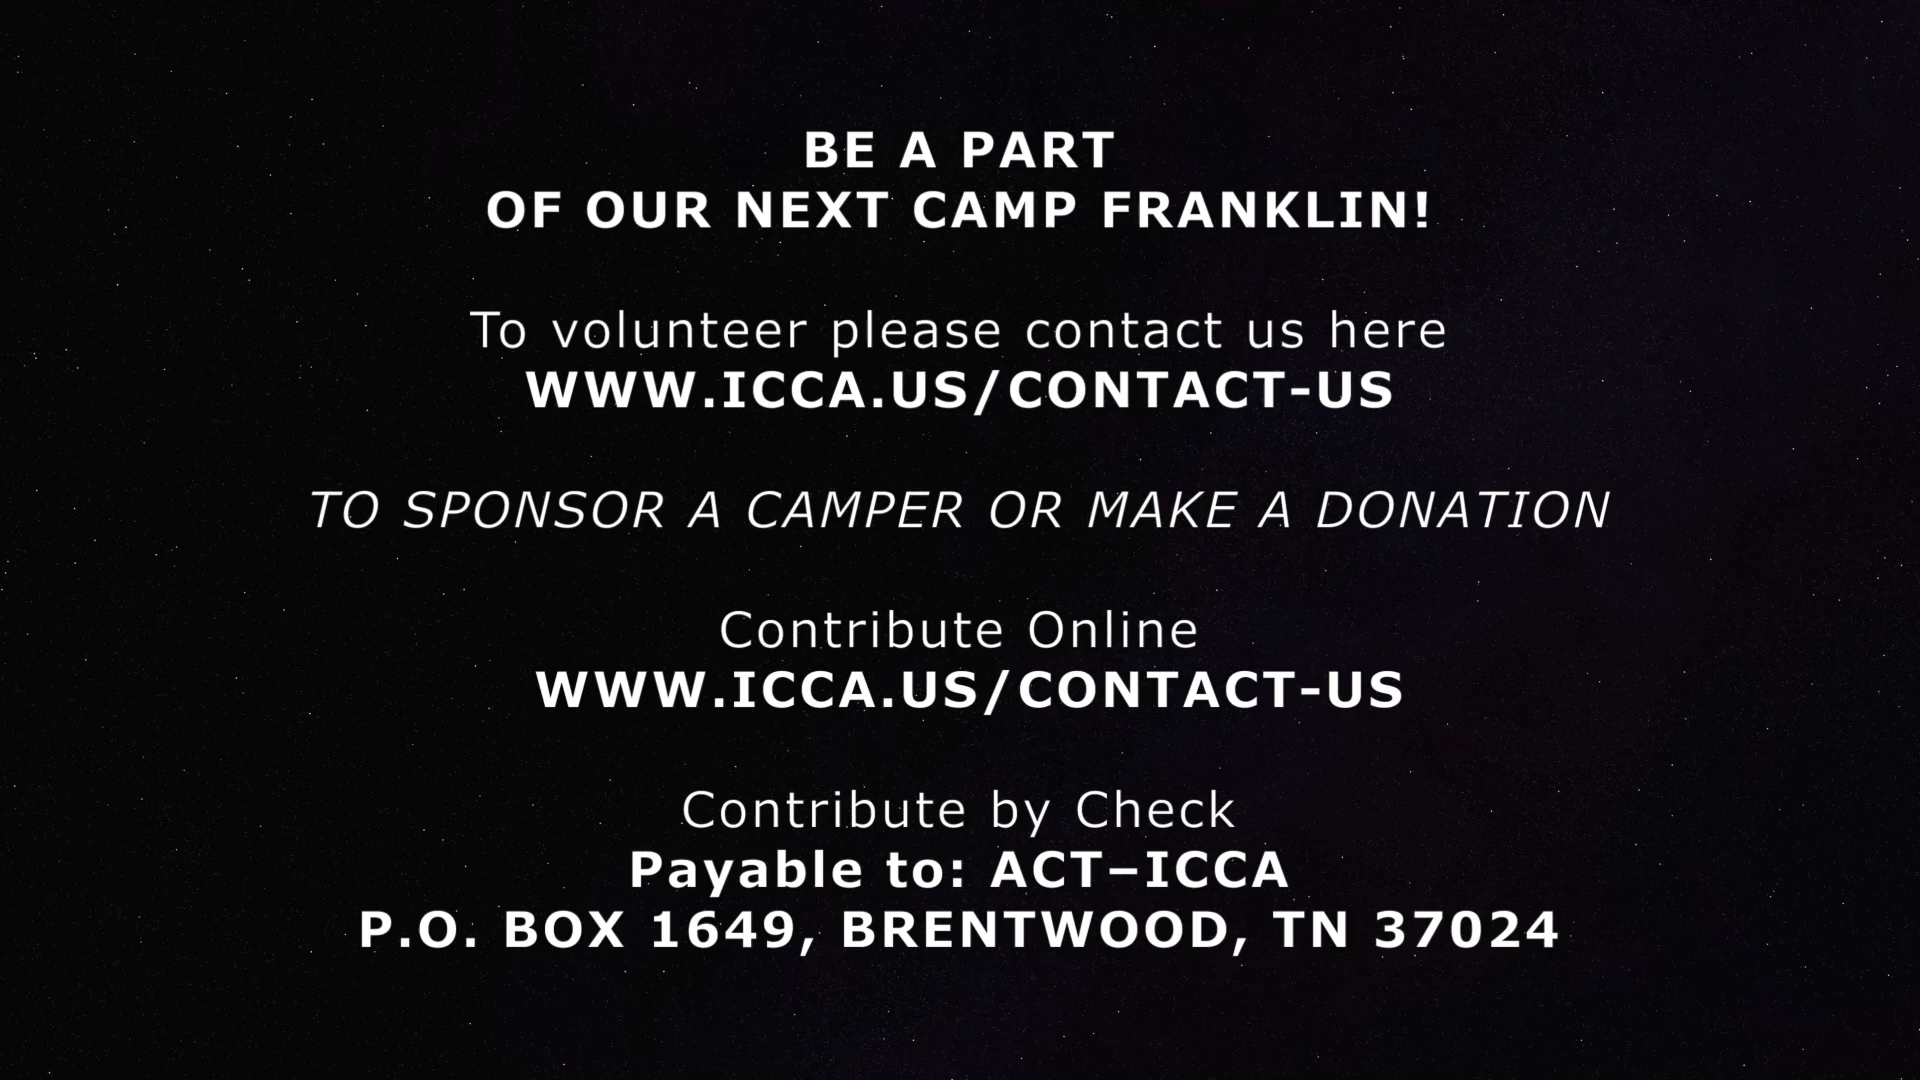 BE A PART
OF OUR NEXT CAMP FRANKLIN!
To volunteer please contact us here
WWW.ICCA.US/CONTACT-US
TO SPONSOR A CAMPER OR MAKE A DONATION
Contribute Online
WWW.ICCA.US/CONTACT-US
Contribute by Check
Payable to: ACT–ICCA
P.O. BOX 1649, BRENTWOOD, TN 37024